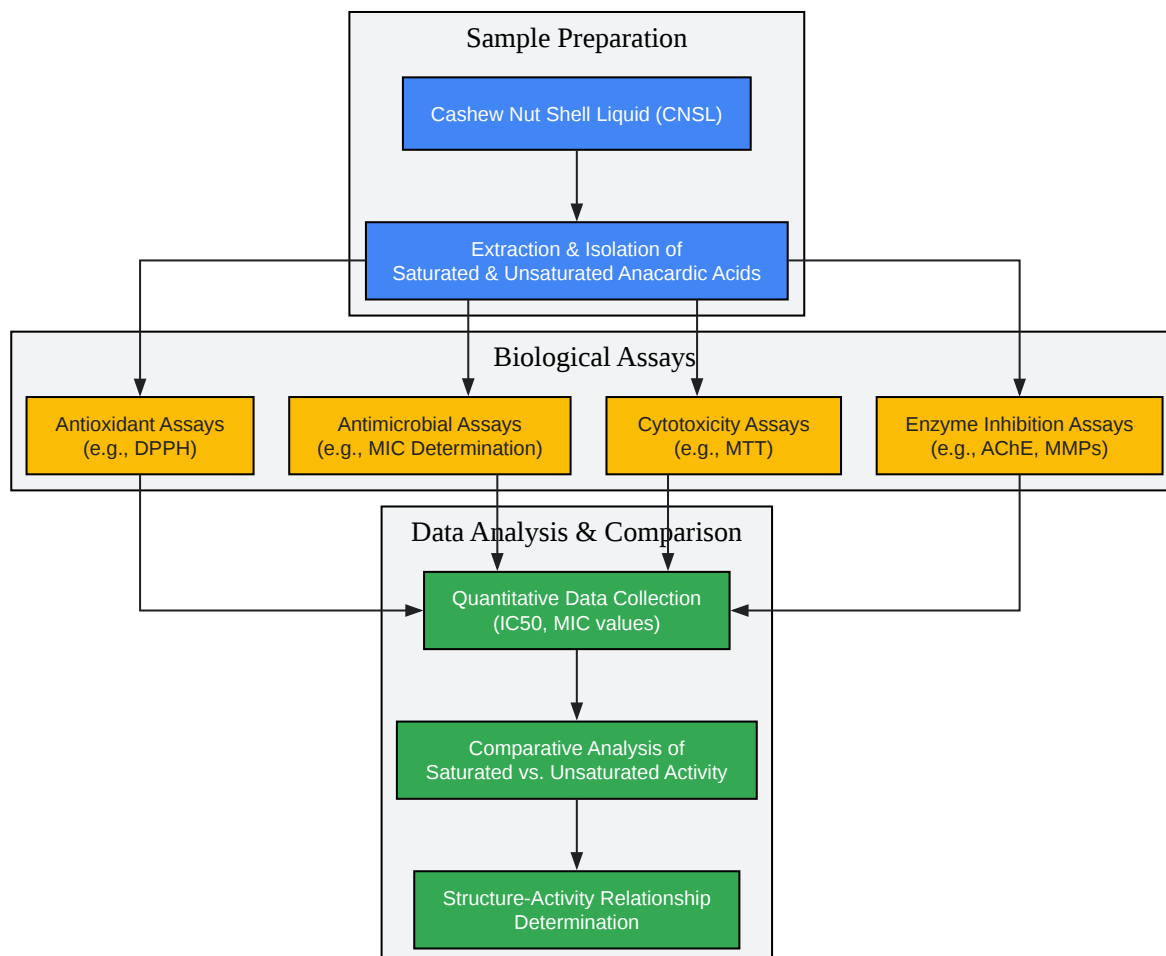 Sample Preparation
Cashew Nut Shell Liquid (CNSL)
Extraction & Isolation of
Saturated & Unsaturated Anacardic Acids
Biological Assays
Antioxidant Assays
(e.g., DPPH)
Antimicrobial Assays
(e.g., MIC Determination)
Cytotoxicity Assays
(e.g., MTT)
Enzyme Inhibition Assays
(e.g., AChE, MMPs)
Data Analysis & Comparison
Quantitative Data Collection
(IC50, MIC values)
Comparative Analysis of
Saturated vs. Unsaturated Activity
Structure-Activity Relationship
Determination